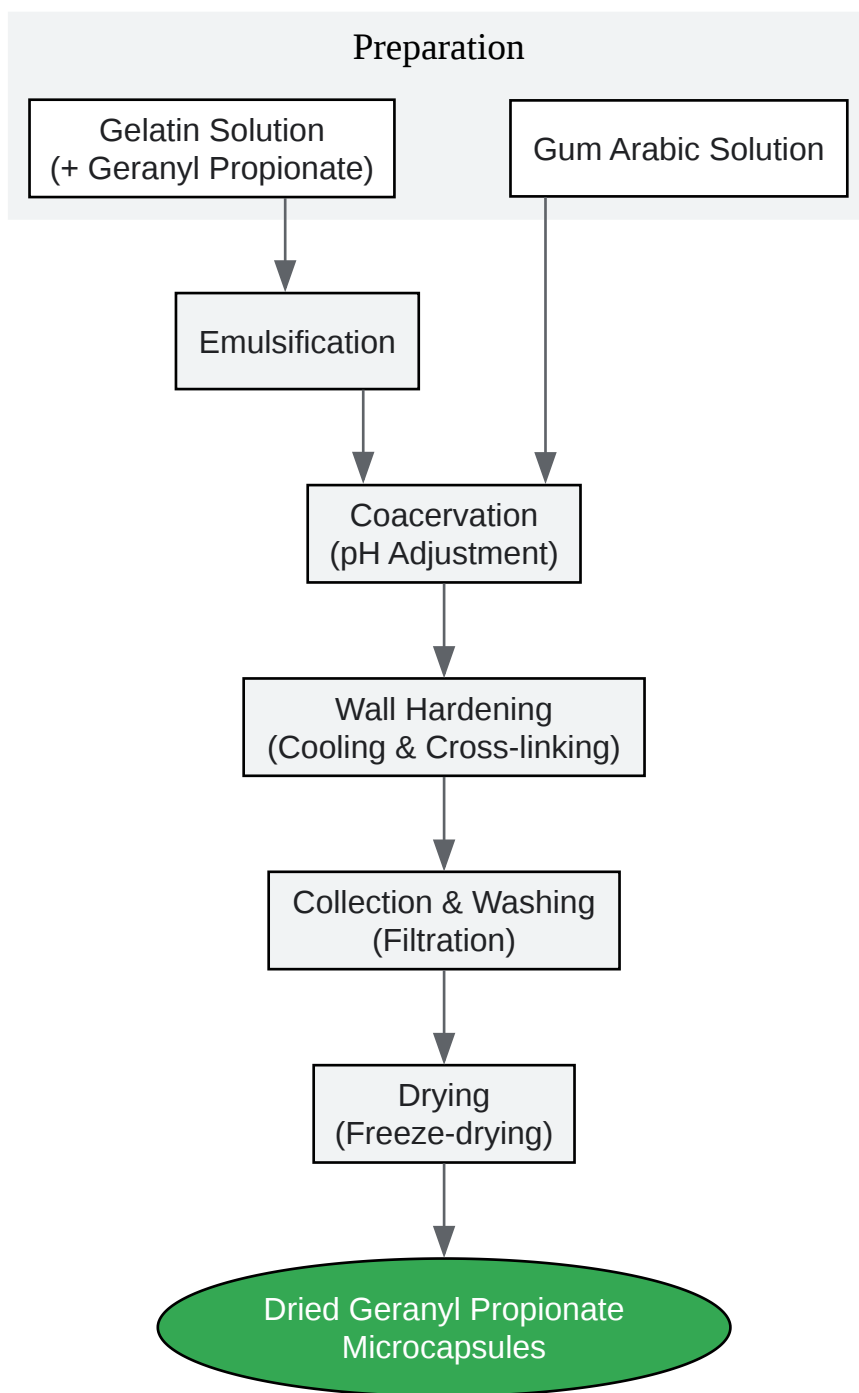 Preparation
Gelatin Solution
(+ Geranyl Propionate)
Gum Arabic Solution
Emulsification
Coacervation
(pH Adjustment)
Wall Hardening
(Cooling & Cross-linking)
Collection & Washing
(Filtration)
Drying
(Freeze-drying)
Dried Geranyl Propionate
Microcapsules